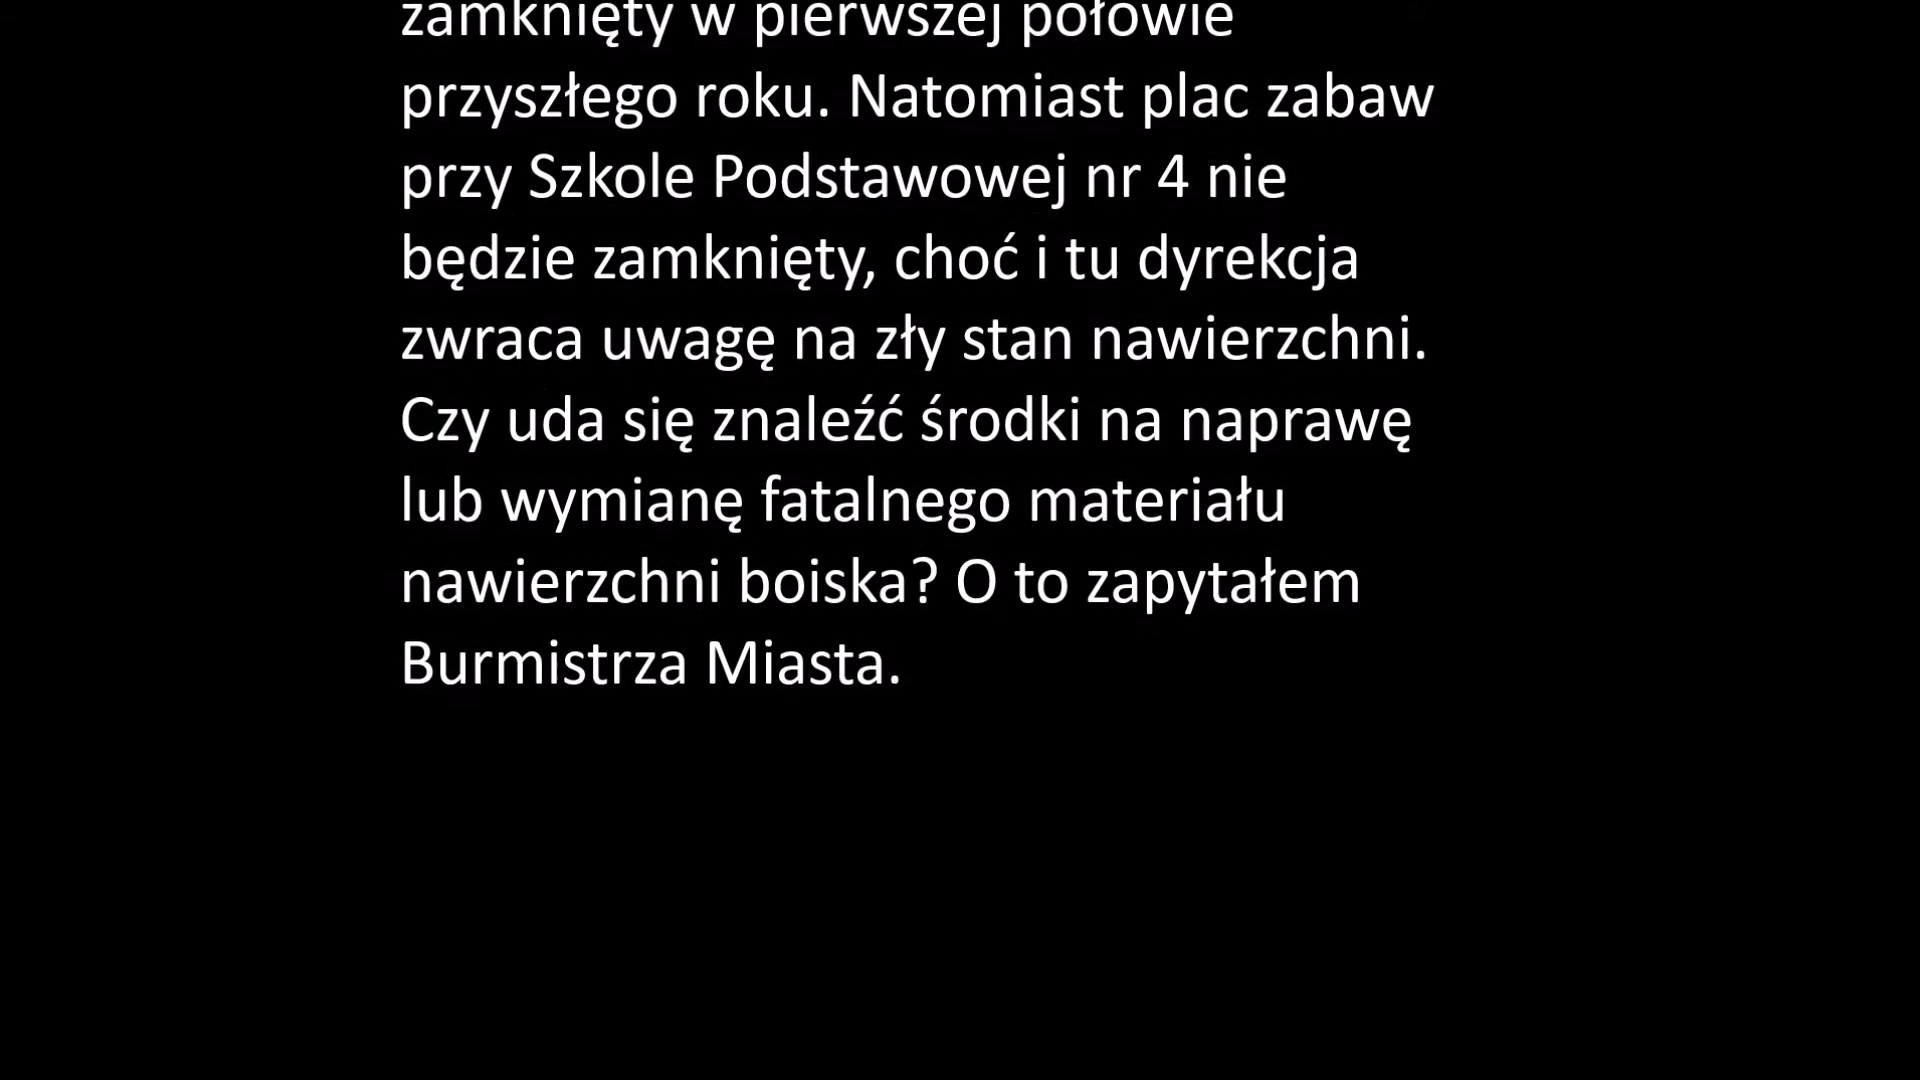 zamknięty w pierwszej połowie
przyszłego roku. Natomiast plac zabaw
przy Szkole Podstawowej nr 4 nie
będzie zamknięty, choć i tu dyrekcja
zwraca uwagę na zły stan nawierzchni.
Czy uda się znaleźć środki na naprawę
lub wymianę fatalnego materiału
nawierzchni boiska? O to zapytałem
Burmistrza Miasta.